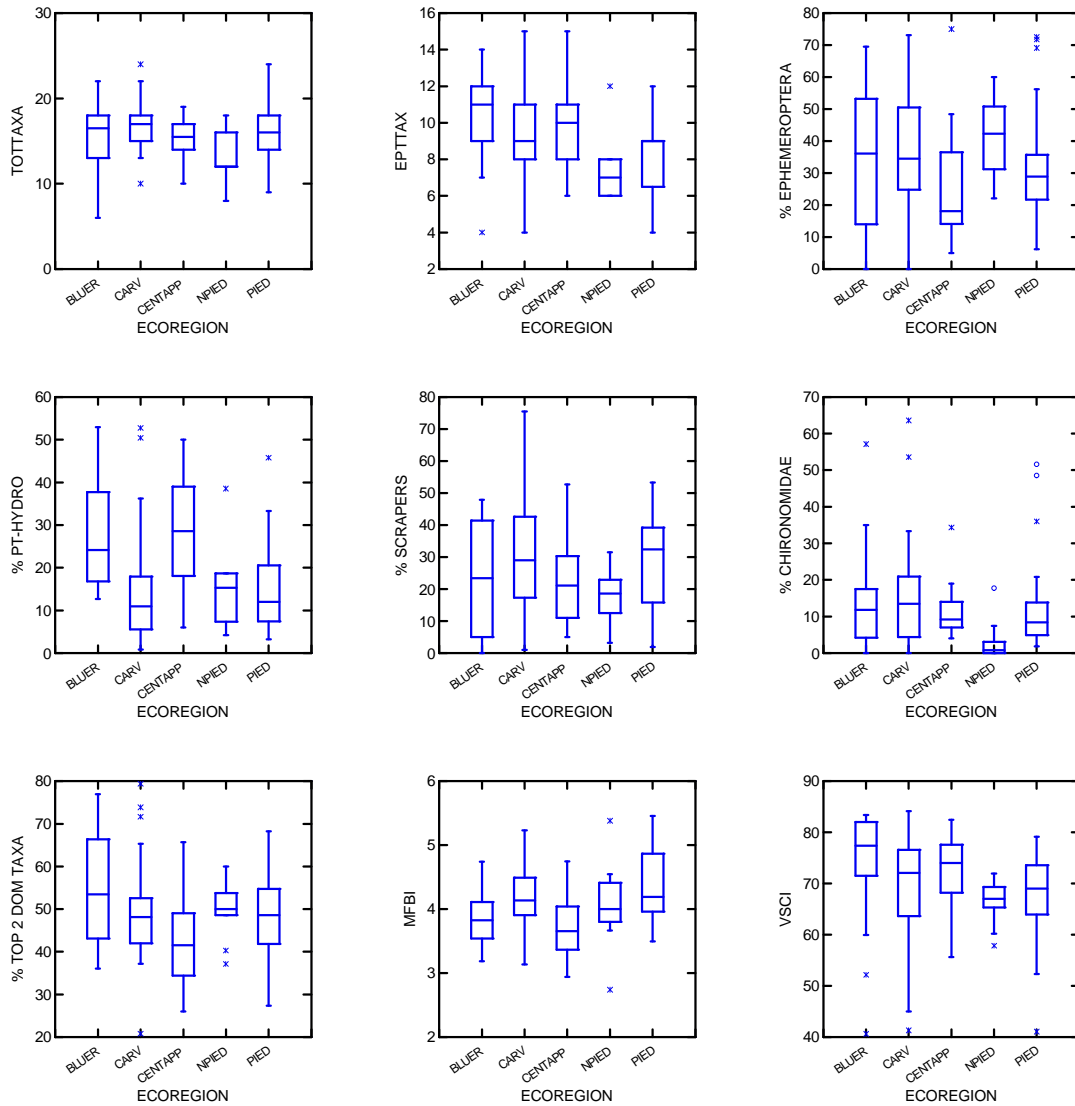 30
20
10
0
TOTTAXA
BLUER
CARV
CENTAPP
NPIED
PIED
ECOREGION
16
14
12
10
8
6
4
2
EPTTAX
BLUER
CARV
CENTAPP
NPIED
PIED
ECOREGION
80
70
60
50
40
30
20
10
0
% EPHEMEROPTERA
BLUER
CARV
CENTAPP
NPIED
PIED
ECOREGION
60
50
40
30
20
10
0
% PT-HYDRO
BLUER
CARV
CENTAPP
NPIED
PIED
ECOREGION
80
70
60
50
40
30
20
10
0
% SCRAPERS
BLUER
CARV
CENTAPP
NPIED
PIED
ECOREGION
70
60
50
40
30
20
10
0
% CHIRONOMIDAE
BLUER
CARV
CENTAPP
NPIED
PIED
ECOREGION
80
70
60
50
40
30
20
% TOP 2 DOM TAXA
BLUER
CARV
CENTAPP
NPIED
PIED
ECOREGION
6
5
4
3
2
MFBI
BLUER
CARV
CENTAPP
NPIED
PIED
ECOREGION
90
80
70
60
50
40
VSCI
BLUER
CARV
CENTAPP
NPIED
PIED
ECOREGION